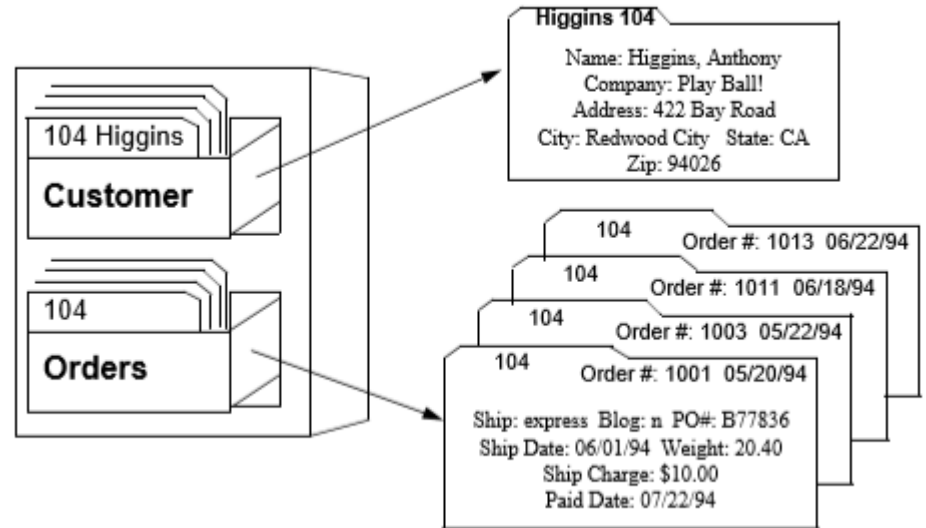 Higgins 104
Name: Higgins, Anthony
Company: Play Ball!
Address: 422 Bay Road
City: Redwood City State: CA
Zip: 94026
104 Higgins
Customer
104
Orders
104
Order #: 1013 06/22/94
104
Order #: 1011 06/18/94
104
Order #: 1003 05/22/94
104
Order #: 1001 05/20/94
Ship: express Blog: n PO#: B77836
Ship Date: 06/01/94 Weight: 20.40
Ship Charge: $10.00
Paid Date: 07/22/94